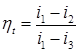 η_t = (i_1 − i_2) / (i_1 − i_3)